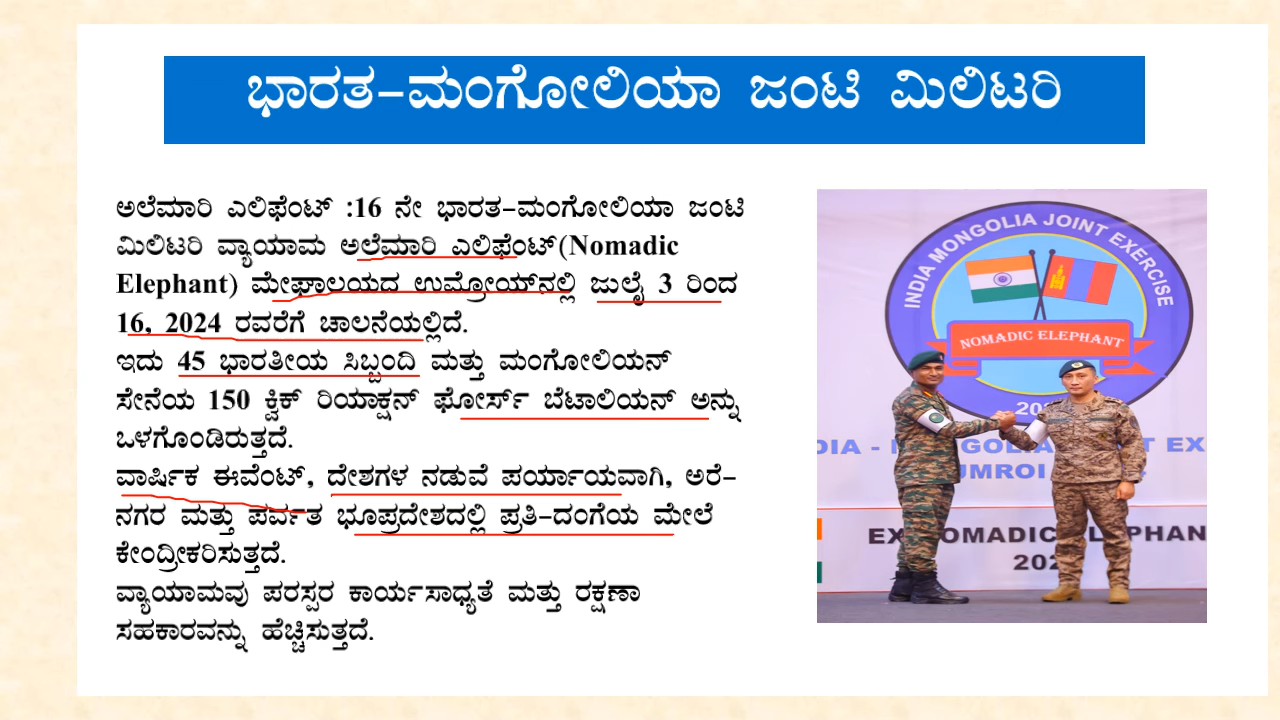 ಭಾರತ-ಮಂಗೋಲಿಯಾ ಜಂಟಿ ಮಿಲಿಟರಿ
ಅಲೆಮಾರಿ ಎಲಿಫೆಂಟ್ :16 ನೇ ಭಾರತ-ಮಂಗೋಲಿಯಾ ಜಂಟಿ
ಮಿಲಿಟರಿ ವ್ಯಾಯಾಮ ಅಲೆಮಾರಿ ಎಲಿಫೆಂಟ್(Nomadic
Elephant) ಮೇಘಾಲಯದ ಉಮ್ರೋಯ್‌ನಲ್ಲಿ ಜುಲೈ 3 ರಿಂದ
16, 2024 ರವರೆಗೆ ಚಾಲನೆಯಲ್ಲಿದೆ.
ಇದು 45 ಭಾರತೀಯ ಸಿಬ್ಬಂದಿ ಮತ್ತು ಮಂಗೋಲಿಯನ್
ಸೇನೆಯ 150 ಕ್ವಿಕ್ ರಿಯಾಕ್ಷನ್ ಫೋರ್ಸ್ ಬೆಟಾಲಿಯನ್ ಅನ್ನು
ಒಳಗೊಂಡಿರುತ್ತದೆ.
ವಾರ್ಷಿಕ ಈವೆಂಟ್, ದೇಶಗಳ ನಡುವೆ ಪರ್ಯಾಯವಾಗಿ, ಅರೆ-
ನಗರ ಮತ್ತು ಪರ್ವತ ಭೂಪ್ರದೇಶದಲ್ಲಿ ಪ್ರತಿ-ದಂಗೆಯ ಮೇಲೆ
ಕೇಂದ್ರೀಕರಿಸುತ್ತದೆ.
ವ್ಯಾಯಾಮವು ಪರಸ್ಪರ ಕಾರ್ಯಸಾಧ್ಯತೆ ಮತ್ತು ರಕ್ಷಣಾ
ಸಹಕಾರವನ್ನು ಹೆಚ್ಚಿಸುತ್ತದೆ.
INDIA MONGOLIA JOINT EXERCISE
NOMADIC ELEPHANT